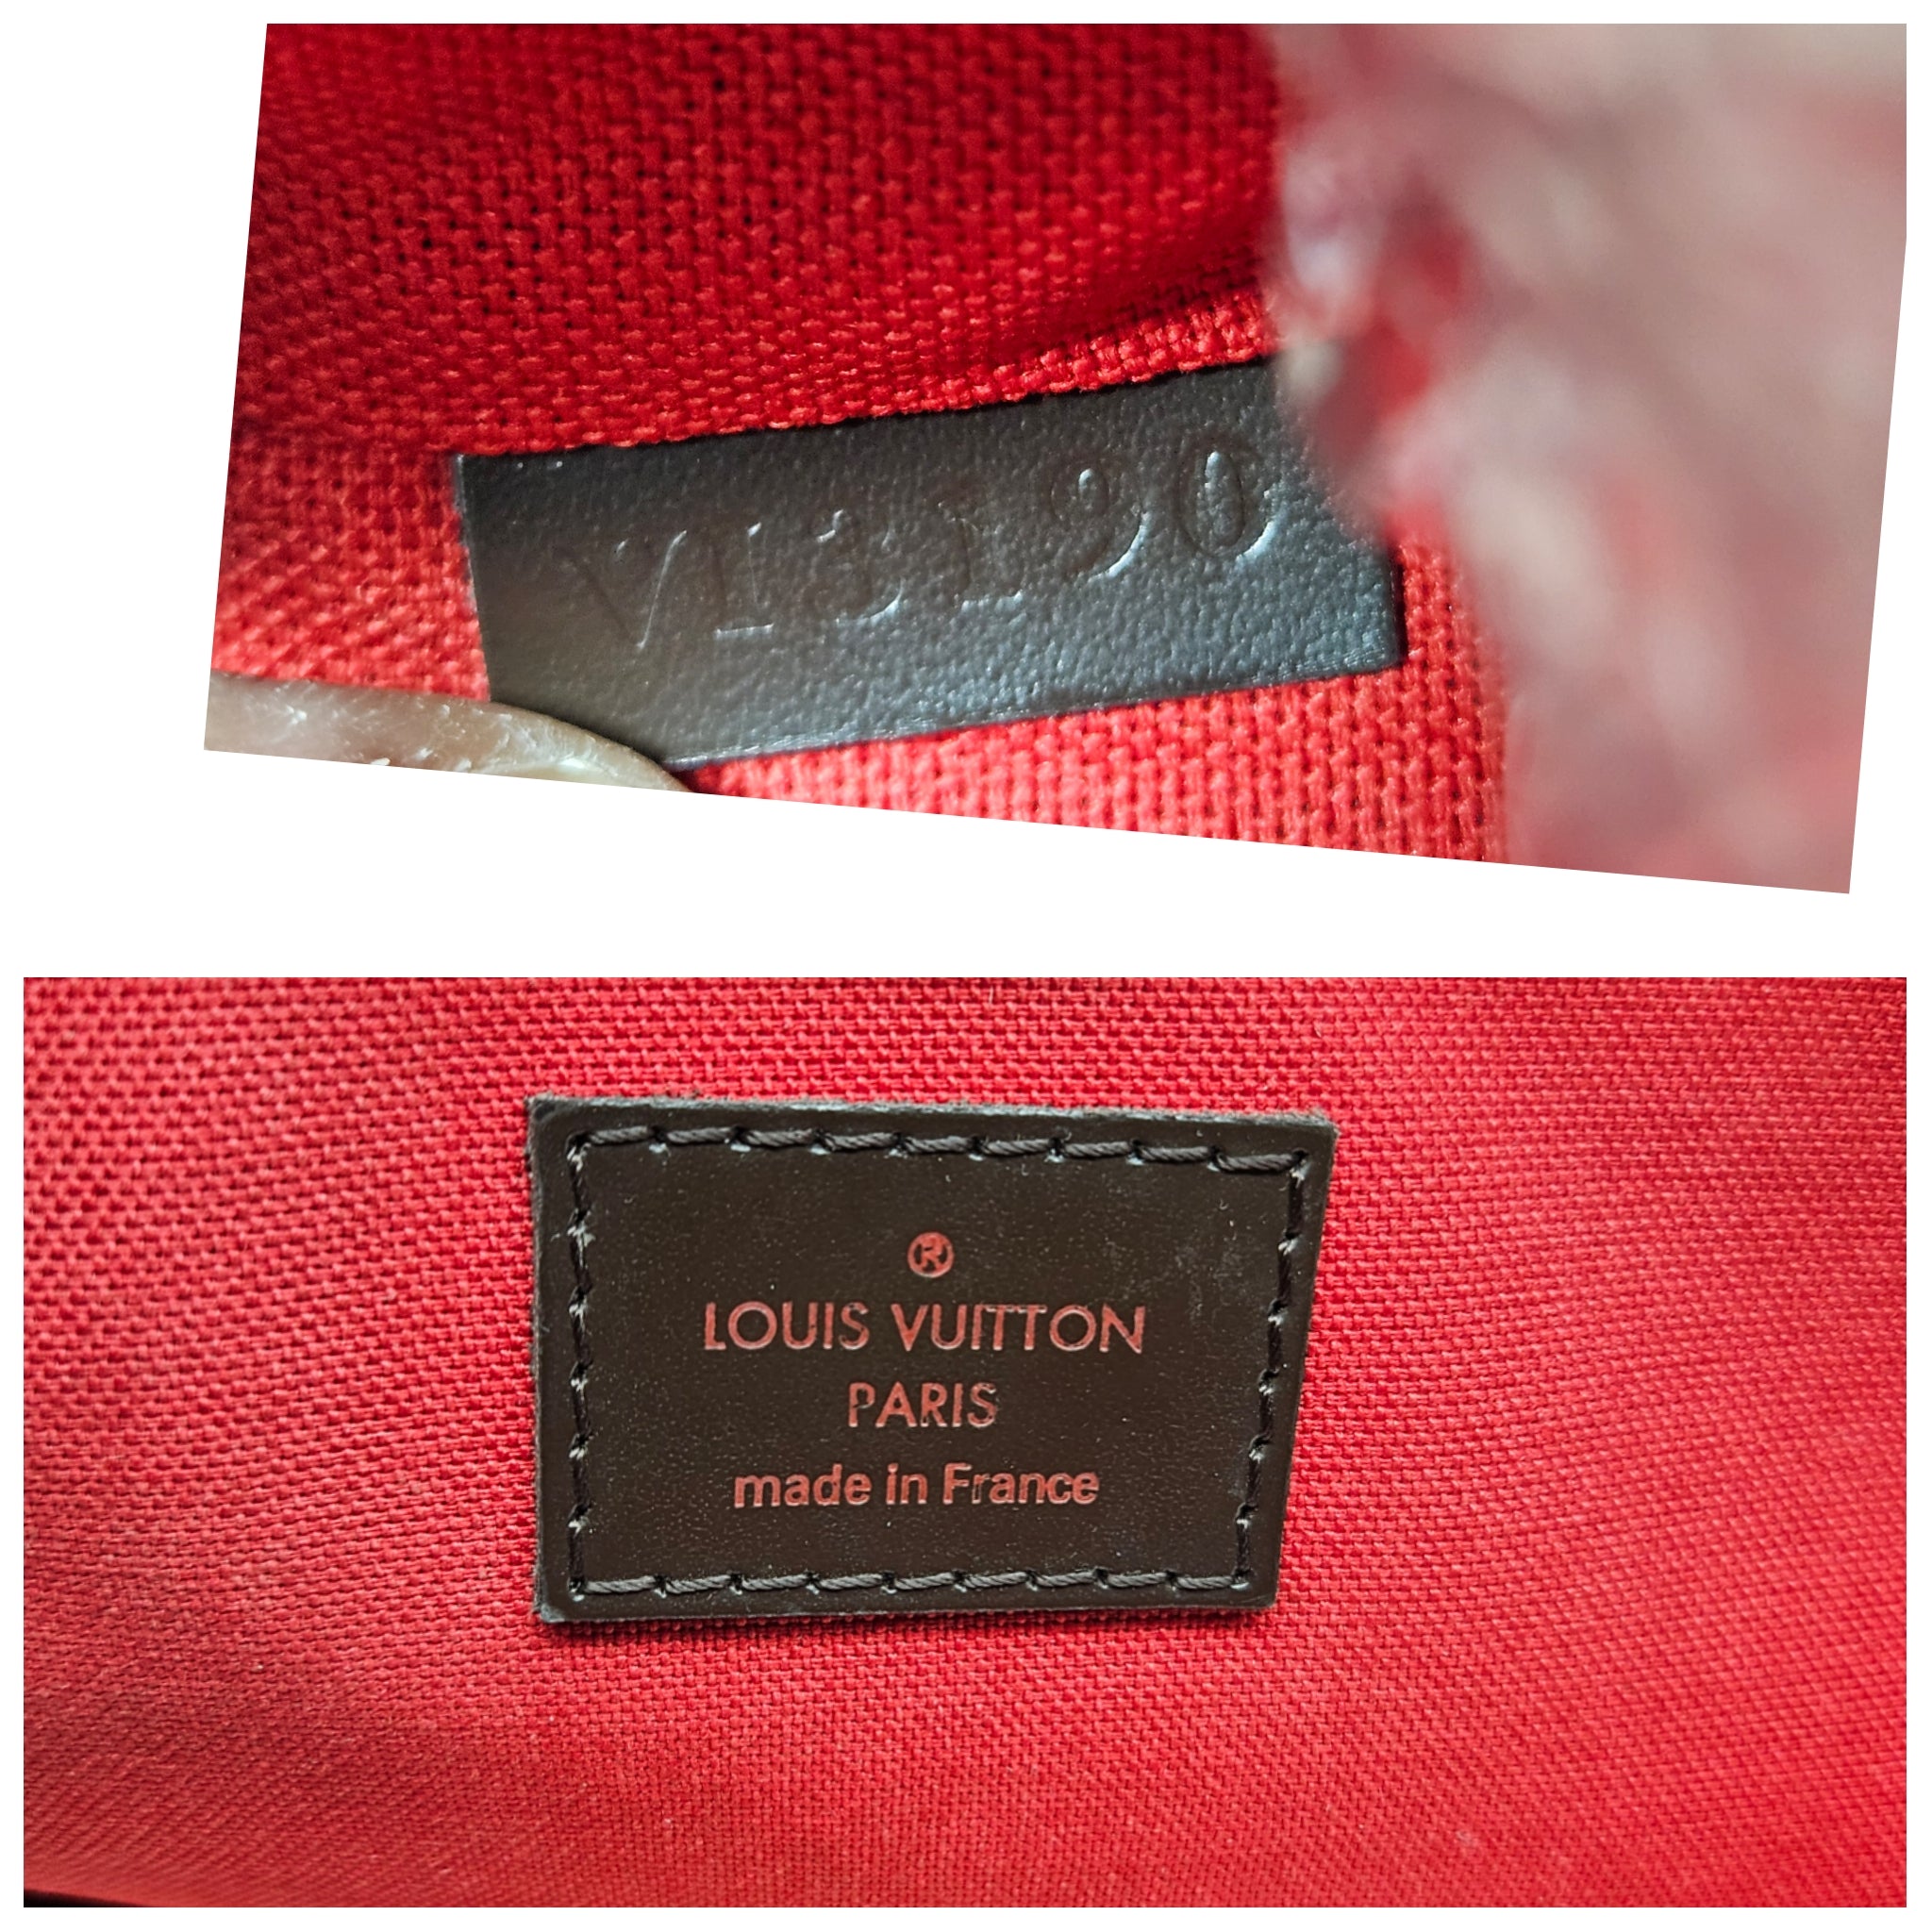 VI3190
®
LOUIS VUITTON
PARIS
made in France